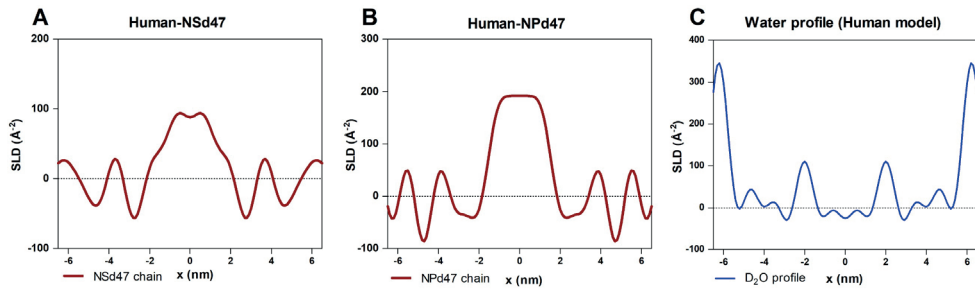 A
Human-NSd47
200
100
0
-100
SLD (Å-2)
-6 -4 -2 0 2 4 6
NSd47 chain
x (nm)
B
Human-NPd47
300
200
100
0
-100
SLD (Å-2)
-6 -4 -2 0 2 4 6
NPd47 chain
x (nm)
C
Water profile (Human model)
400
300
200
100
0
-100
SLD (Å-2)
-6 -4 -2 0 2 4 6
D2O profile
x (nm)